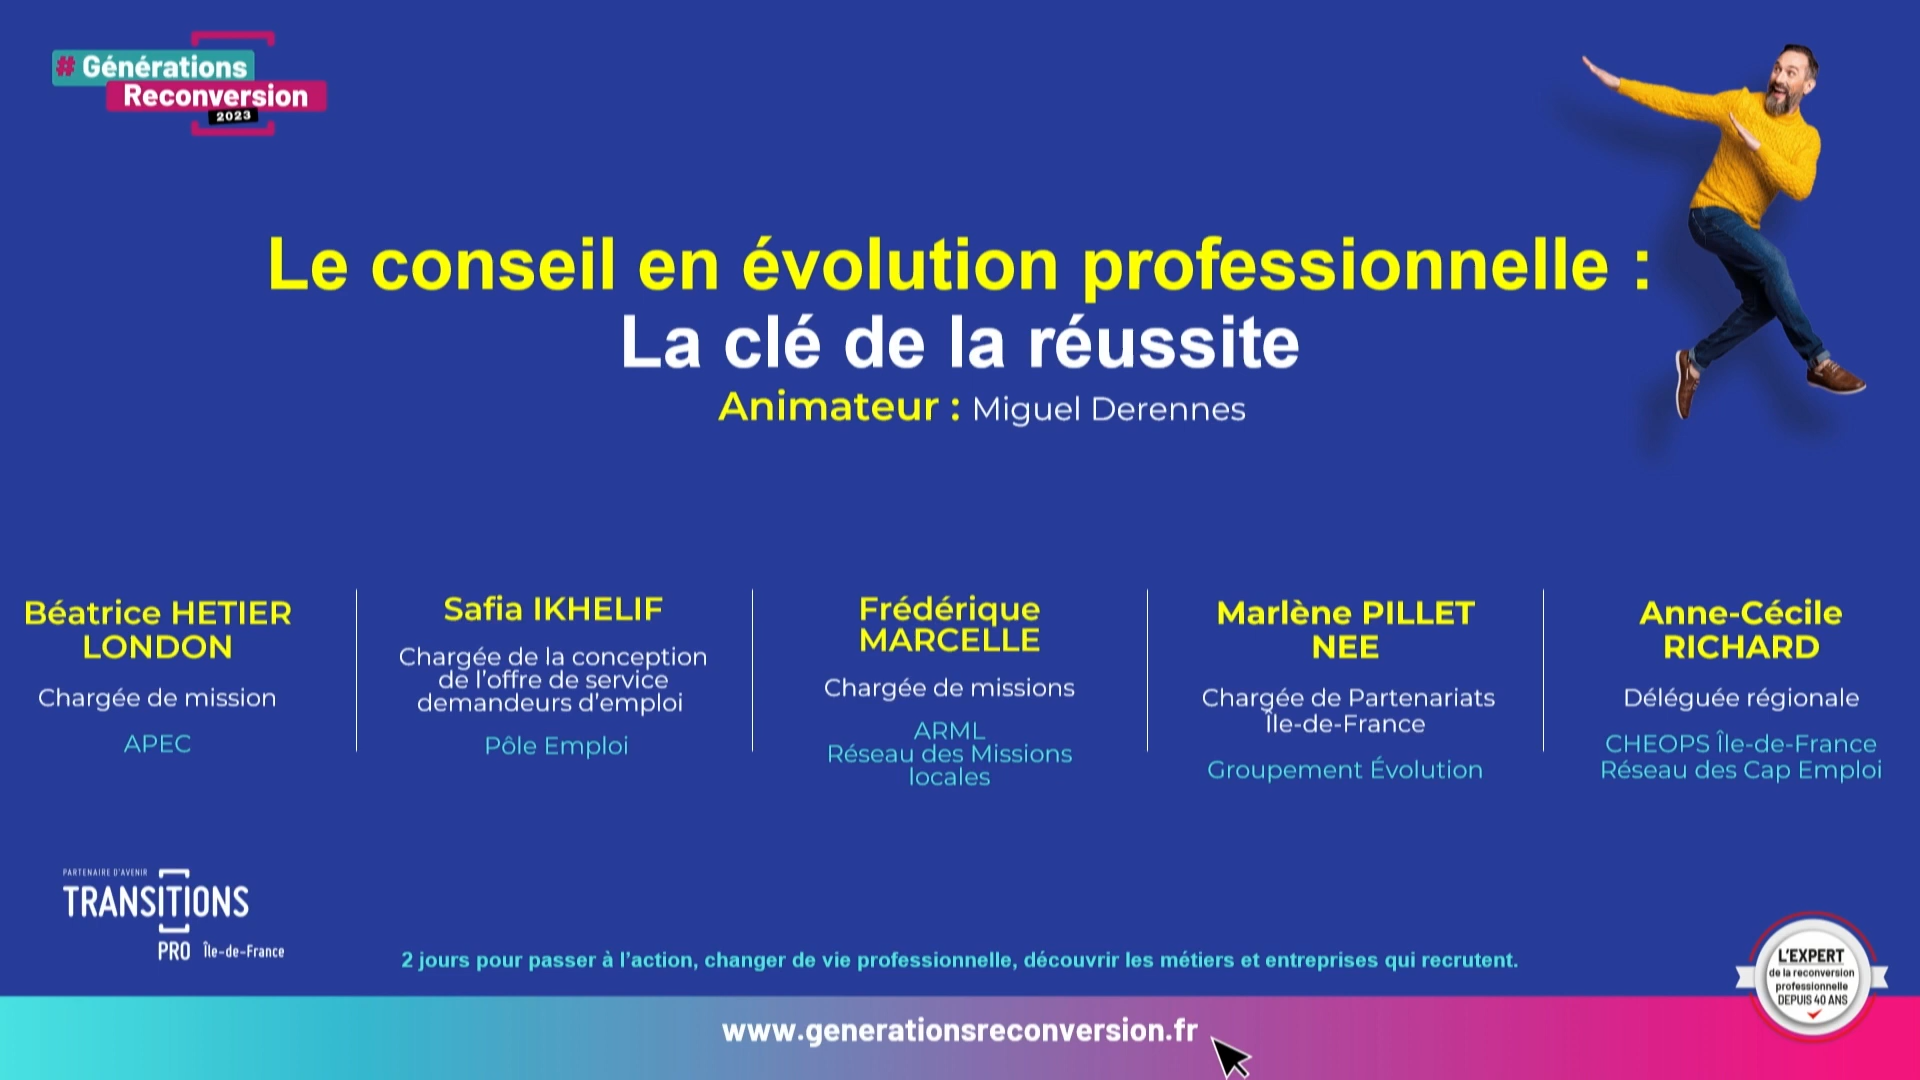 # Générations
Reconversion
2023
Le conseil en évolution professionnelle :
La clé de la réussite
Animateur : Miguel Derennes
Béatrice HETIER
LONDON
Chargée de mission
APEC
Safia IKHELIF
Chargée de la conception
de l'offre de service
demandeurs d'emploi
Pôle Emploi
Frédérique
MARCELLE
Chargée de missions
ARML
Réseau des Missions
locales
Marlène PILLET
NEE
Chargée de Partenariats
Île-de-France
Groupement Évolution
Anne-Cécile
RICHARD
Déléguée régionale
CHEOPS Île-de-France
Réseau des Cap Emploi
PARTENAIRE D'AVENIR
TRANSITIONS
PRO Île-de-France
2 jours pour passer à l'action, changer de vie professionnelle, découvrir les métiers et entreprises qui recrutent.
L'EXPERT
de la reconversion
professionnelle
DEPUIS 40 ANS
www.generationsreconversion.fr